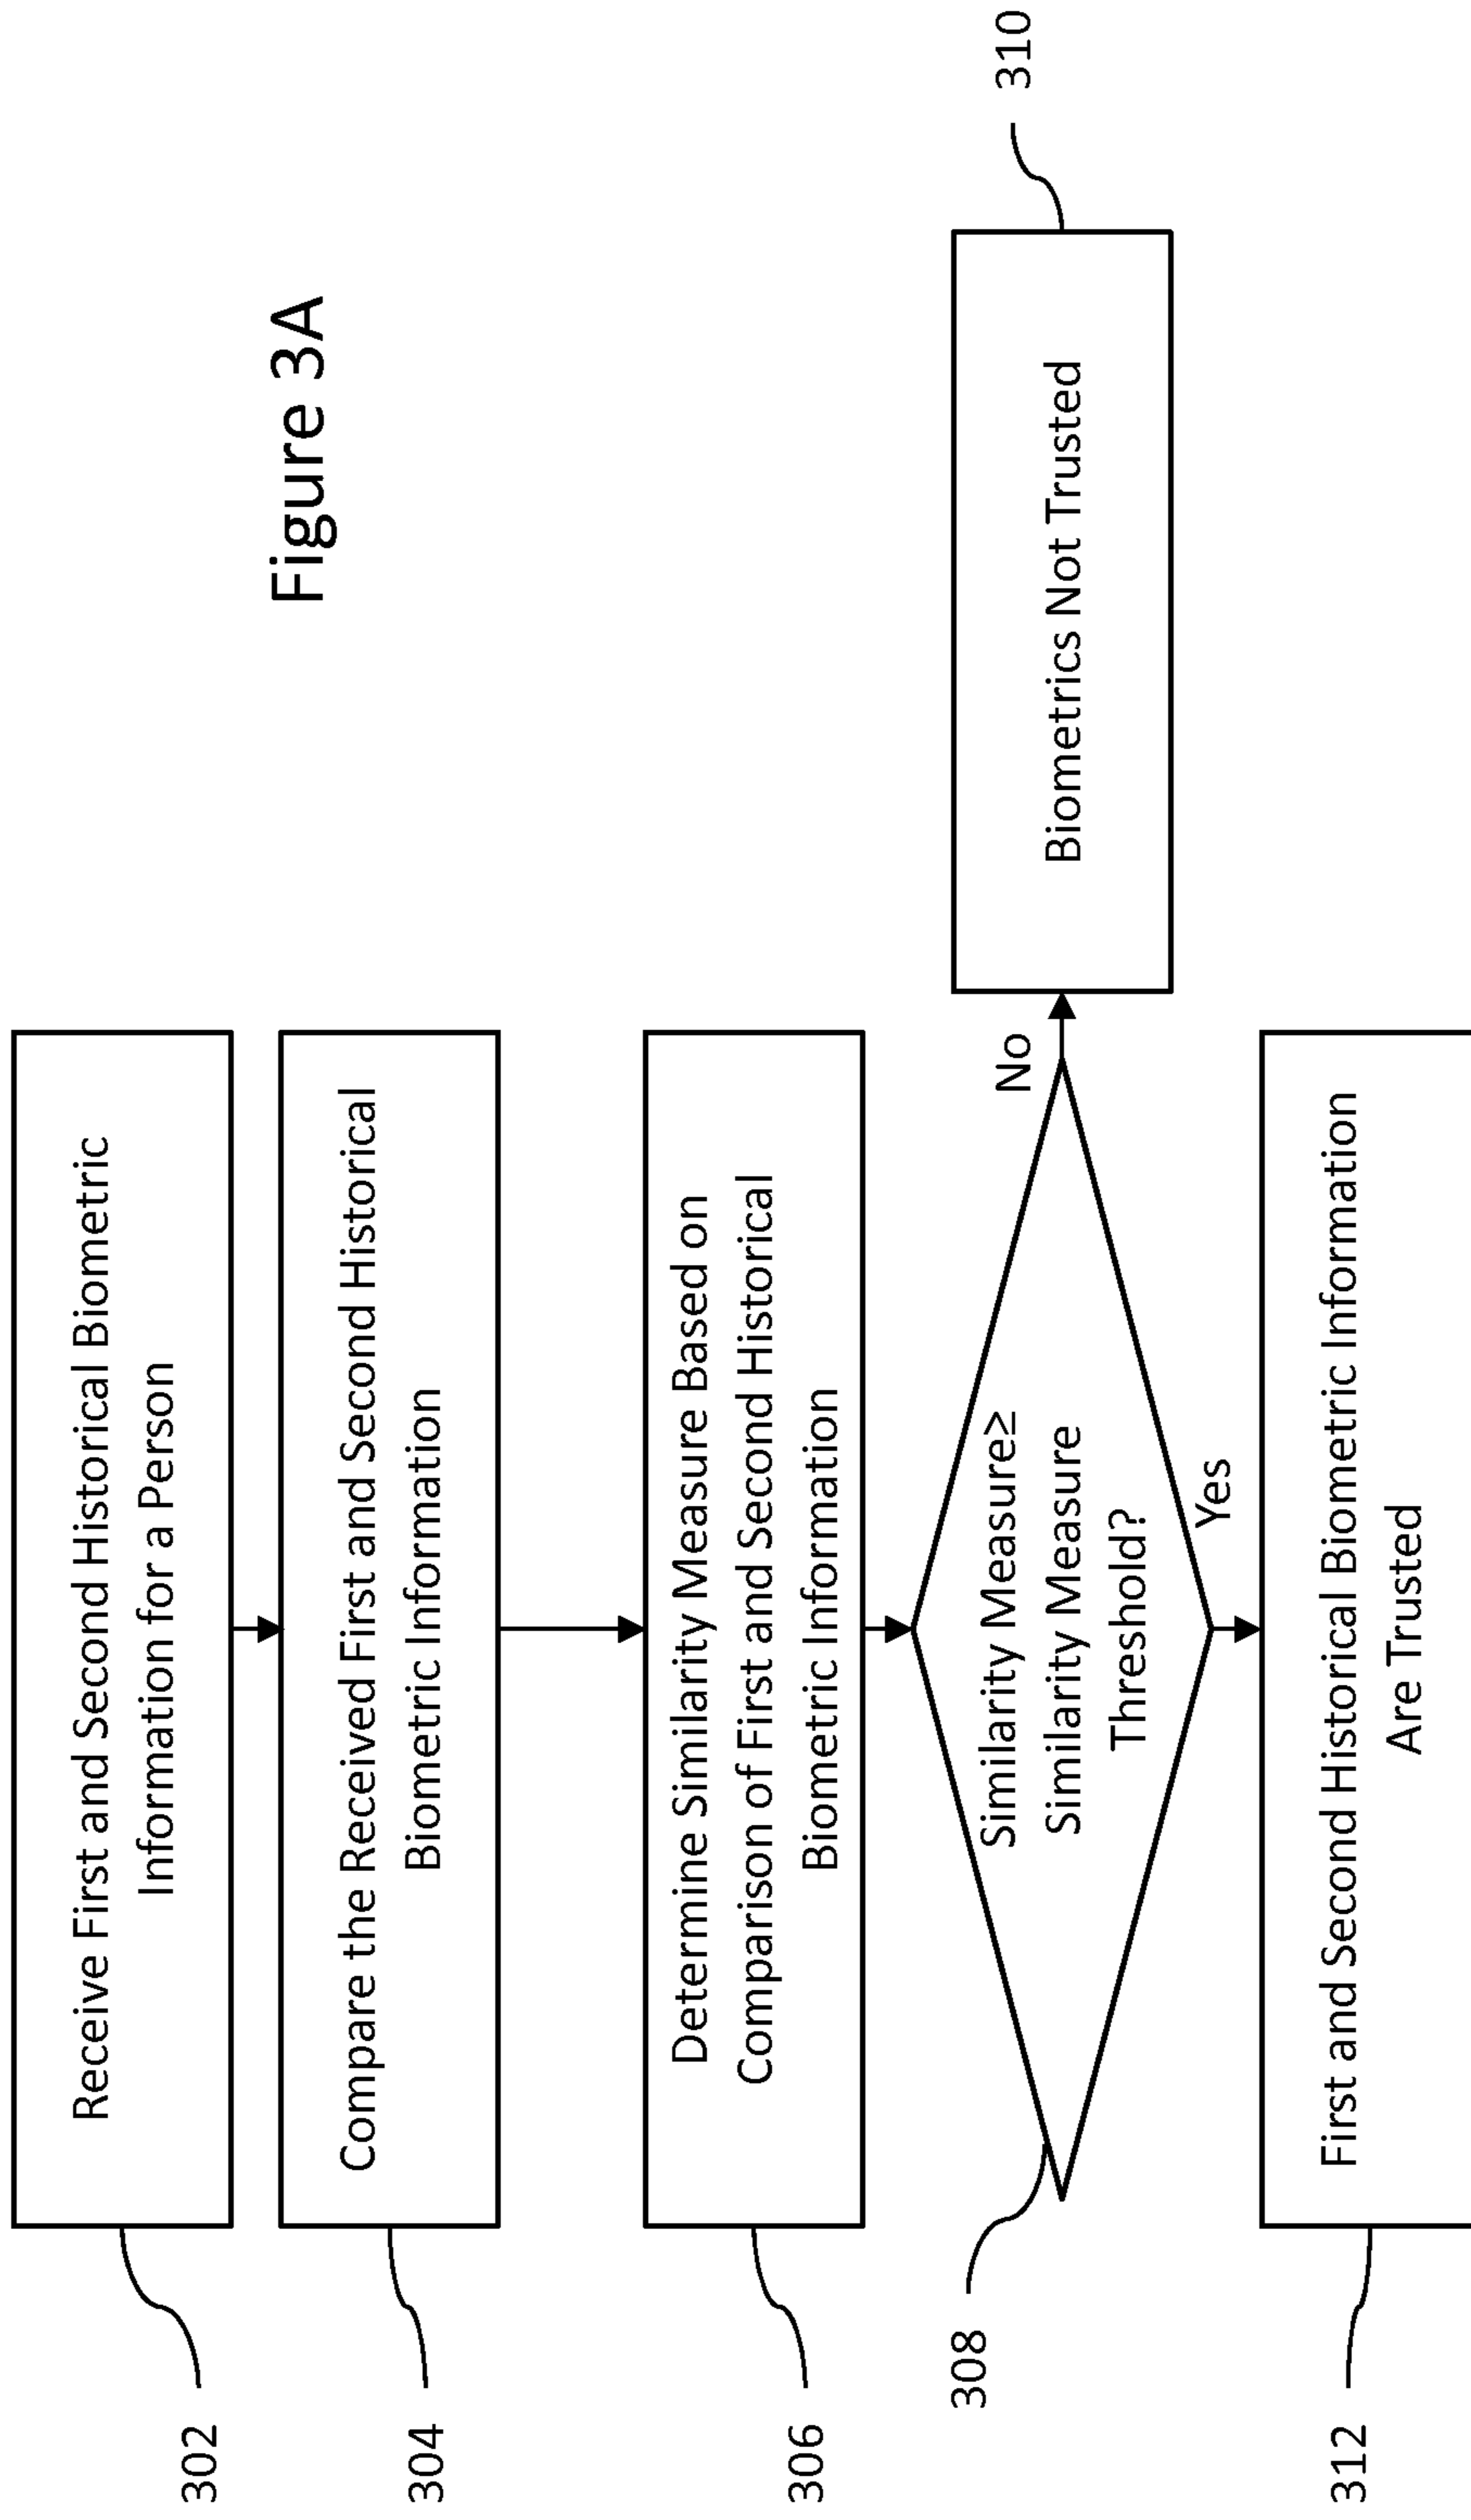 Figure 3A
302
Receive First and Second Historical Biometric
Information for a Person
304
Compare the Received First and Second Historical
Biometric Information
306
Determine Similarity Measure Based on
Comparison of First and Second Historical
Biometric Information
308
Similarity Measure≥
Similarity Measure
Threshold?
No
Biometrics Not Trusted
310
Yes
312
First and Second Historical Biometric Information
Are Trusted